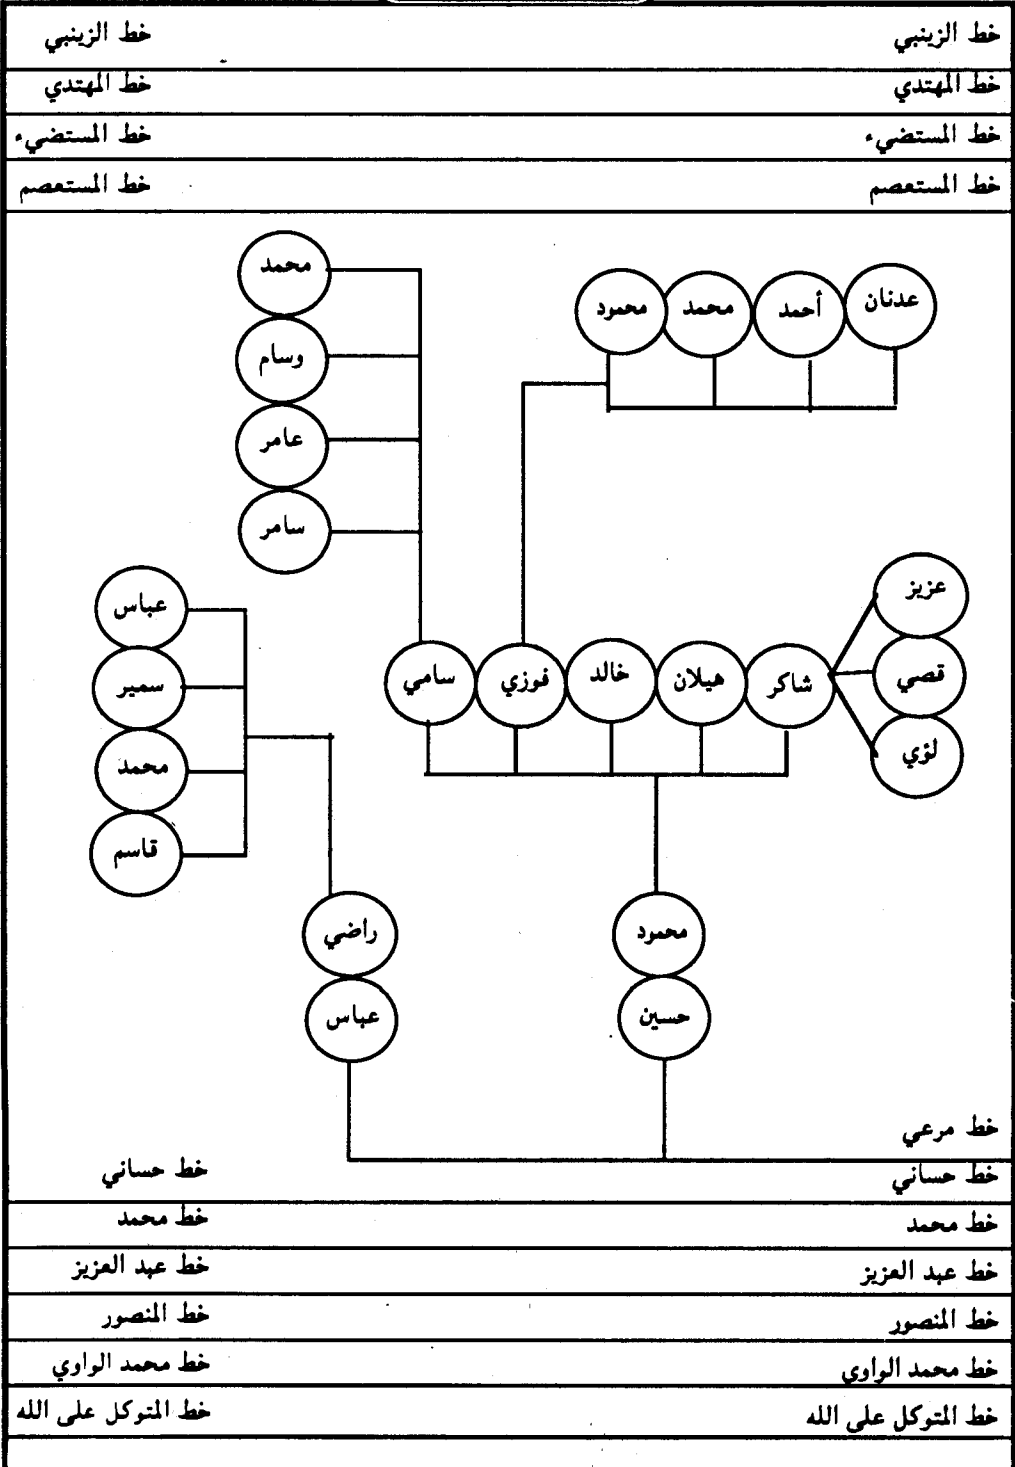 خط الزينبي خط الزينبي
خط المهتدي خط المهتدي
خط المستضيء خط المستضيء
خط المستعصم خط المستعصم
عدنان
أحمد
محمد
محمود
محمد
وسام
عامر
سامر
عزيز
قصي
لؤي
شاكر
هيلان
خالد
فوزي
سامي
عباس
سمير
محمد
قاسم
محمود
راضي
حسين
عباس
خط مرعي
خط حساني خط حساني
خط محمد خط محمد
خط عبد العزيز خط عبد العزيز
خط المنصور خط المنصور
خط محمد الواوي خط محمد الواوي
خط المتوكل على الله خط المتوكل على الله